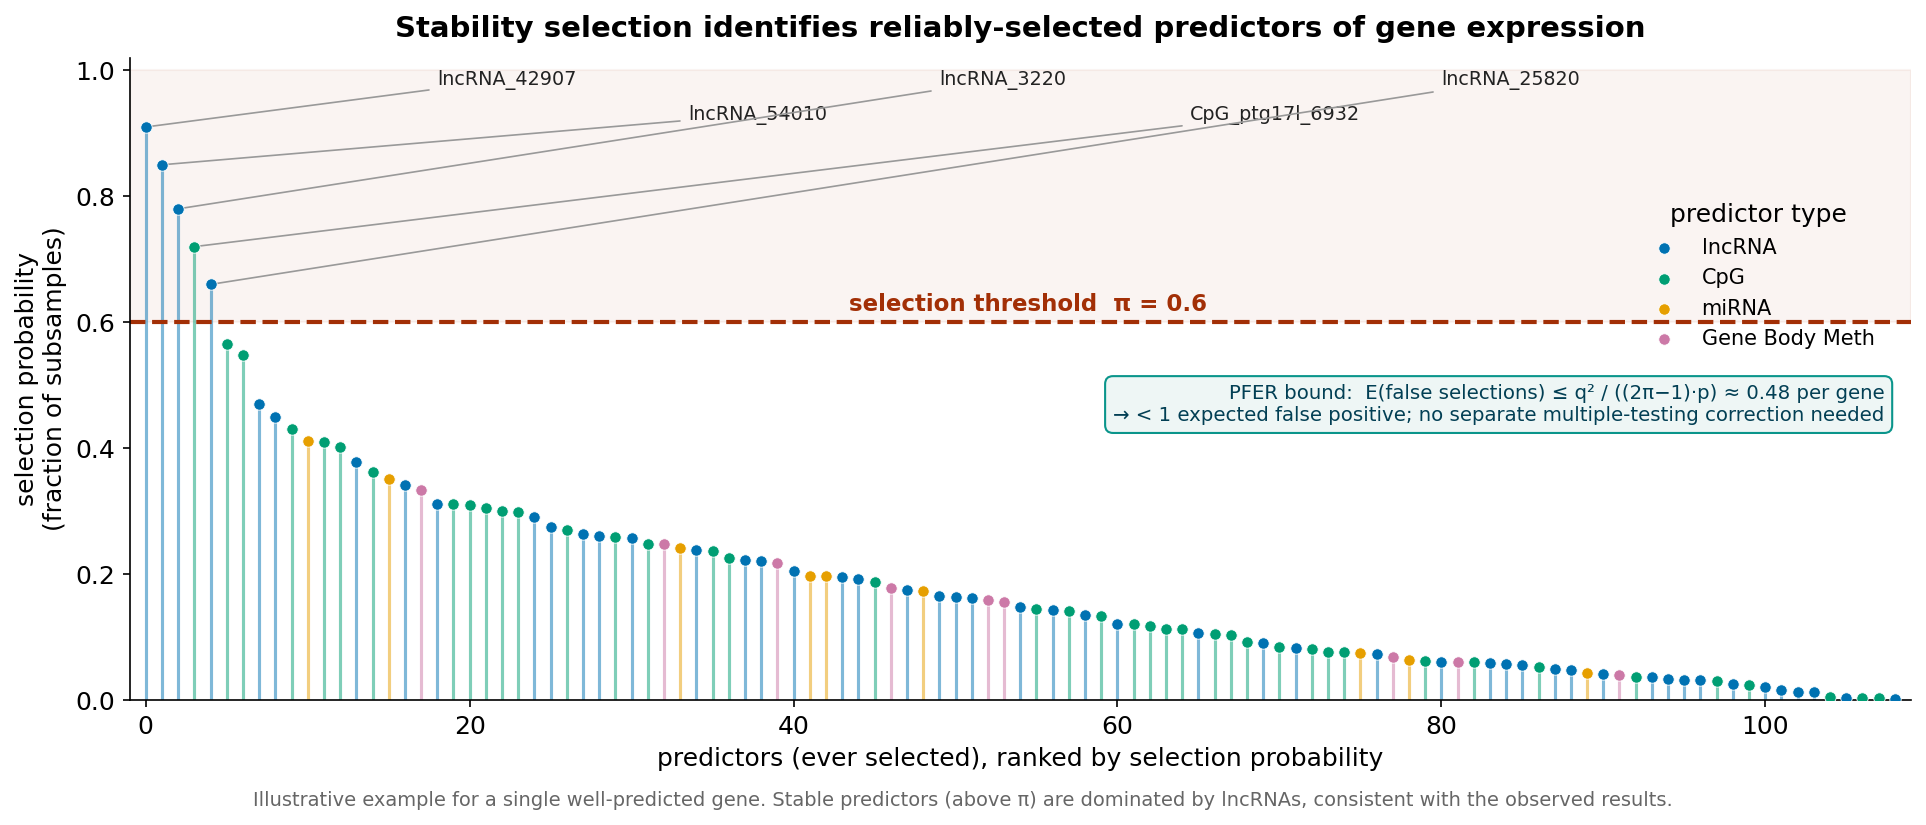 Stability selection identifies reliably-selected predictors of gene expression
selection probability
(fraction of subsamples)
1.0
0.8
0.6
0.4
0.2
0.0
lncRNA_42907
lncRNA_3220
lncRNA_25820
lncRNA_54010
CpG_ptg17l_6932
selection threshold  π = 0.6
predictor type
lncRNA
CpG
miRNA
Gene Body Meth
PFER bound:  E(false selections) ≤ q² / ((2π−1)·p) ≈ 0.48 per gene
→ < 1 expected false positive; no separate multiple-testing correction needed
0
20
40
60
80
100
predictors (ever selected), ranked by selection probability
Illustrative example for a single well-predicted gene. Stable predictors (above π) are dominated by lncRNAs, consistent with the observed results.